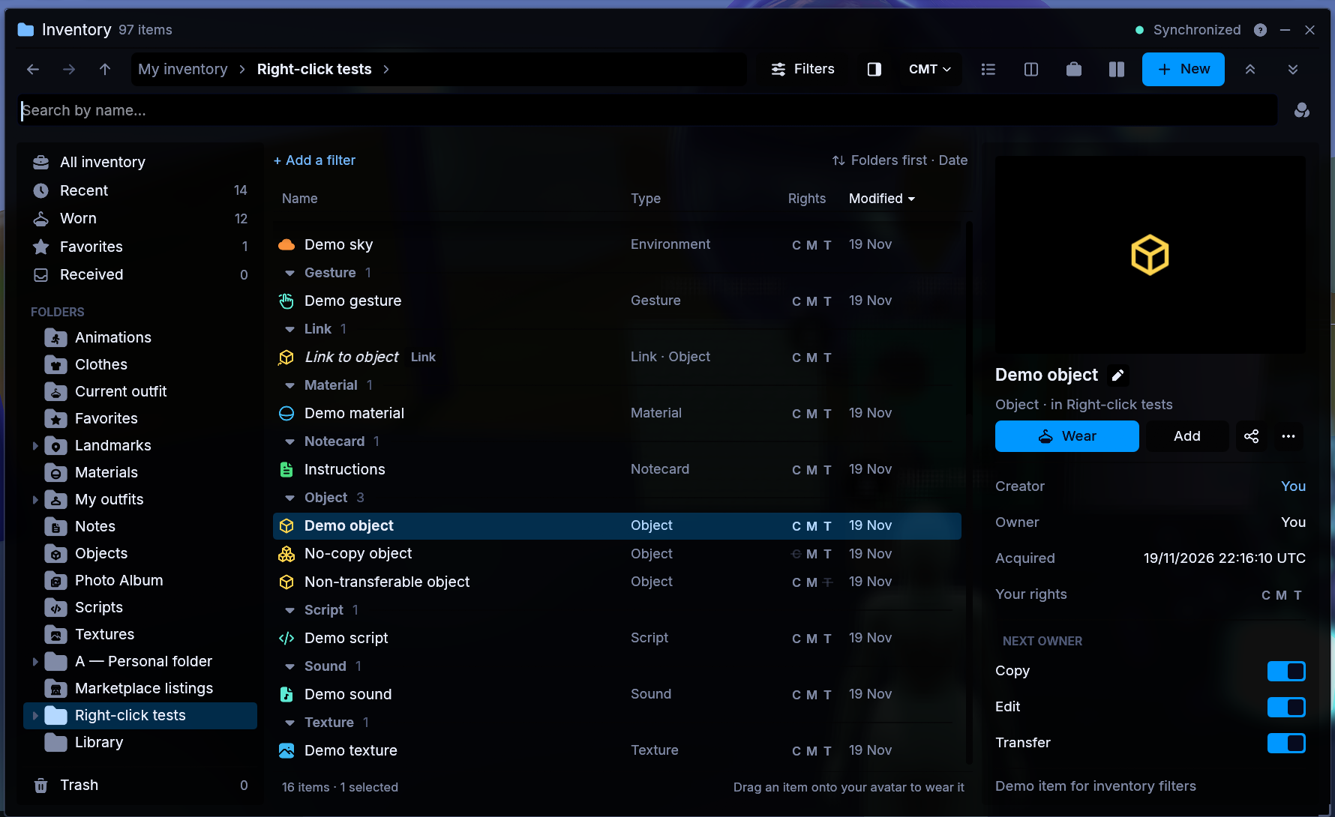 Inventory 97 items Synchronized
My inventory Right-click tests Filters CMT + New
Search by name...
All inventory
Recent 14
Worn 12
Favorites 1
Received 0
FOLDERS
Animations
Clothes
Current outfit
Favorites
Landmarks
Materials
My outfits
Notes
Objects
Photo Album
Scripts
Textures
A — Personal folder
Marketplace listings
Right-click tests
Library
Trash 0
+ Add a filter Folders first · Date
Name Type Rights Modified
Demo sky Environment C M T 19 Nov
Gesture 1
Demo gesture Gesture C M T 19 Nov
Link 1
Link to object Link Link · Object C M T
Material 1
Demo material Material C M T 19 Nov
Notecard 1
Instructions Notecard C M T 19 Nov
Object 3
Demo object Object C M T 19 Nov
No-copy object Object C M T 19 Nov
Non-transferable object Object C M T 19 Nov
Script 1
Demo script Script C M T 19 Nov
Sound 1
Demo sound Sound C M T 19 Nov
Texture 1
Demo texture Texture C M T 19 Nov
16 items · 1 selected Drag an item onto your avatar to wear it
Demo object
Object · in Right-click tests
Wear Add
Creator You
Owner You
Acquired 19/11/2026 22:16:10 UTC
Your rights C M T
NEXT OWNER
Copy
Edit
Transfer
Demo item for inventory filters